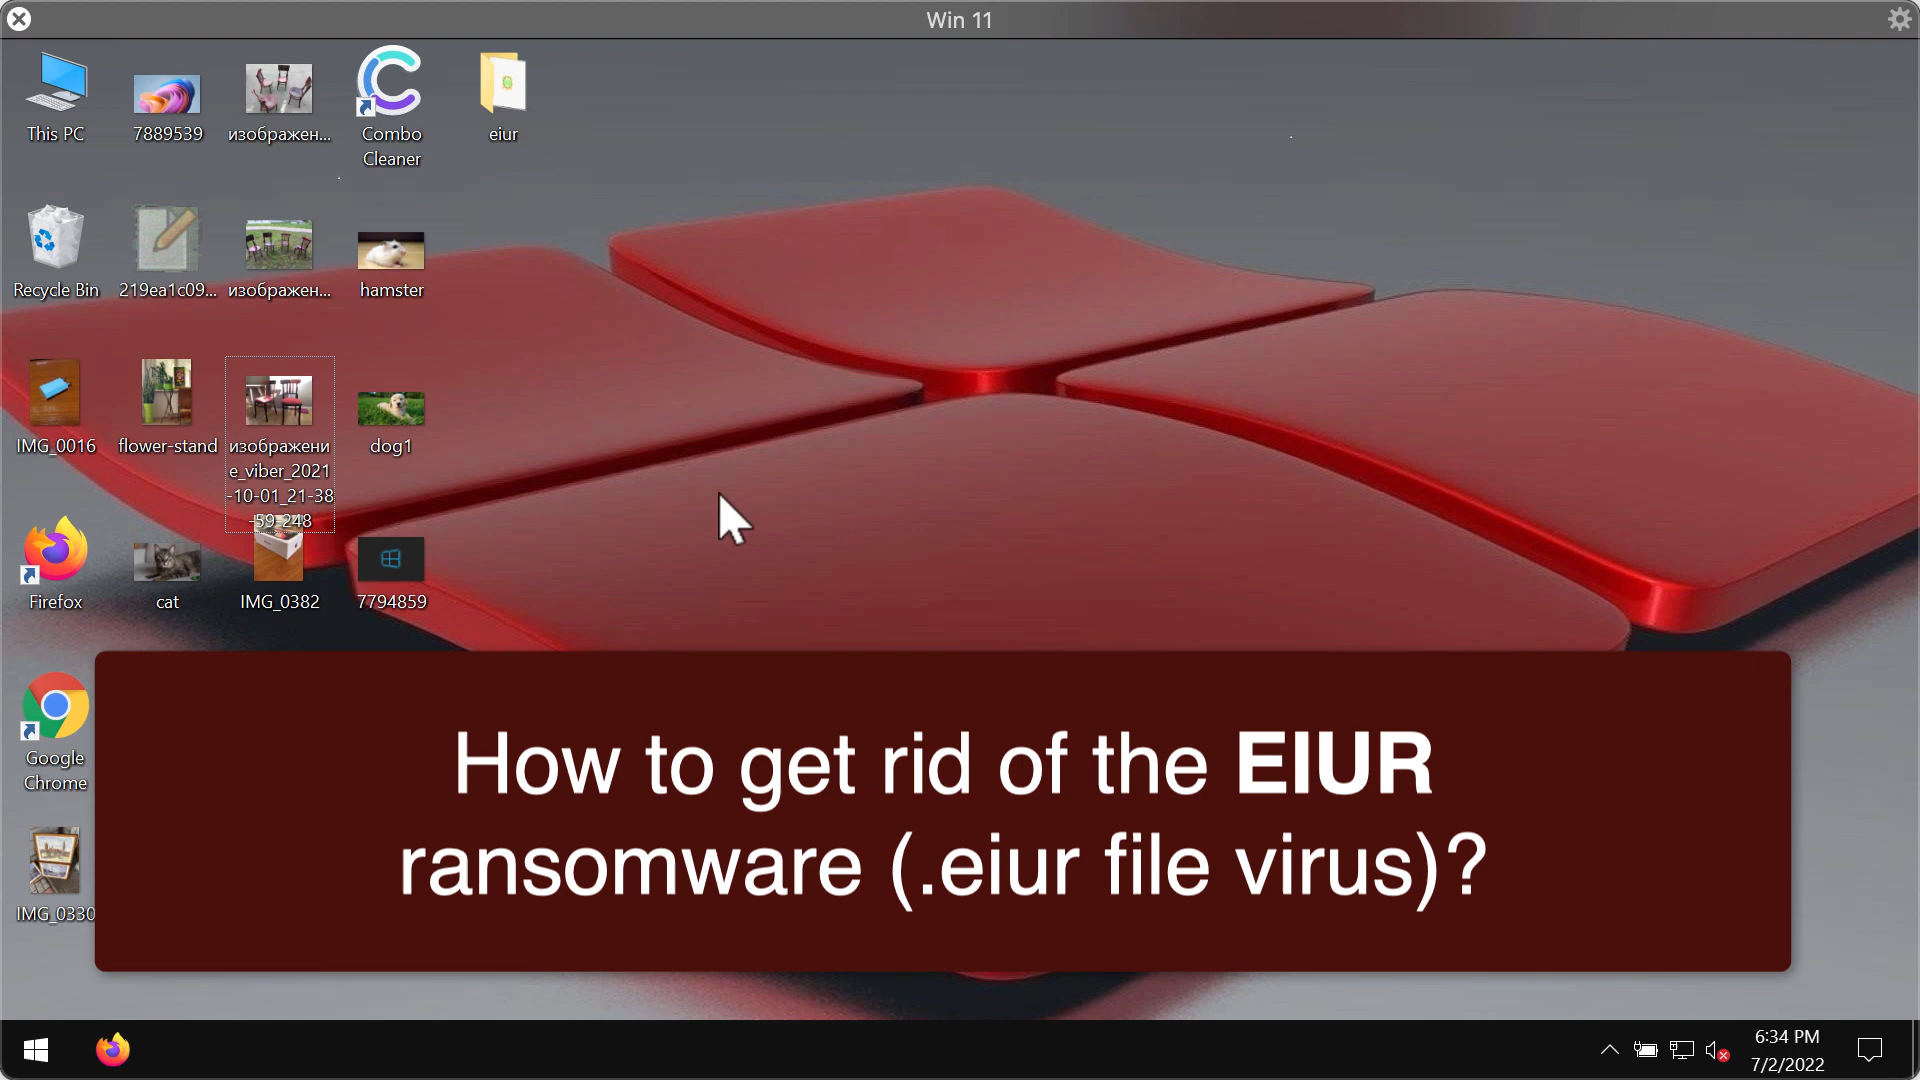 Win 11
This PC
7889539
изображен...
Combo
Cleaner
eiur
Recycle Bin
219ea1c09...
изображен...
hamster
IMG_0016
flower-stand
изображени
e_viber_2021
-10-01_21-38
-59-248
dog1
Firefox
cat
IMG_0382
7794859
Google
Chrome
IMG_0330
How to get rid of the EIUR
ransomware (.eiur file virus)?
6:34 PM
7/2/2022